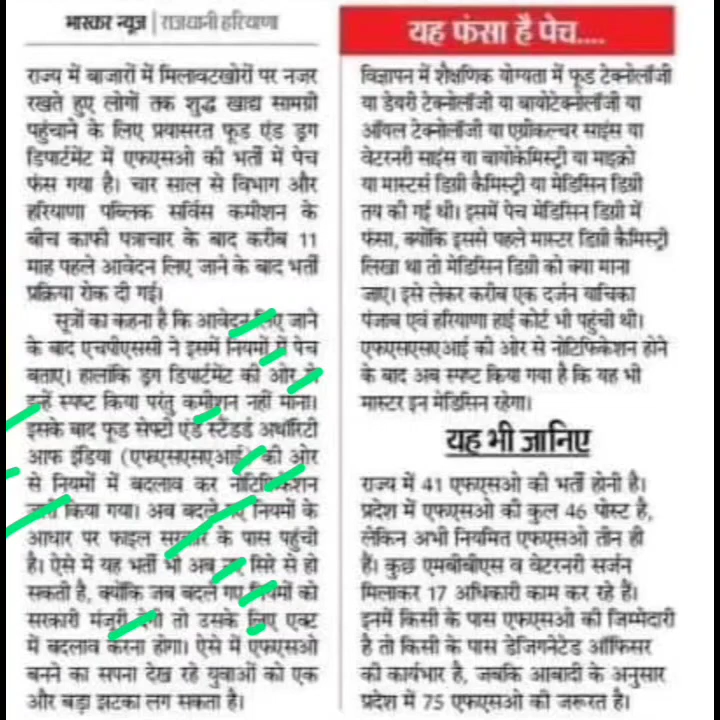 भास्कर न्यूज | राजधानी हरियाणा
राज्य में बाजारों में मिलावटखोरों पर नजर
रखते हुए लोगों तक शुद्ध खाद्य सामग्री
पहुंचाने के लिए प्रयासरत फूड एंड ड्रग
डिपार्टमेंट में एफएसओ की भर्ती में पेच
फंस गया है। चार साल से विभाग और
हरियाणा पब्लिक सर्विस कमीशन के
बीच काफी पत्राचार के बाद करीब 11
माह पहले आवेदन लिए जाने के बाद भर्ती
प्रक्रिया रोक दी गई।
सूत्रों का कहना है कि आवेदन लिए जाने
के बाद एचपीएससी ने इसमें नियमों में पेच
बताए। हालांकि ड्रग डिपार्टमेंट की ओर से
इन्हें स्पष्ट किया परंतु कमीशन नहीं माना।
इसके बाद फूड सेफ्टी एंड स्टैंडर्ड अथॉरिटी
आफ इंडिया (एफएसएसएआई) की ओर
से नियमों में बदलाव कर नोटिफिकेशन
जारी किया गया। अब बदले गए नियमों के
आधार पर फाइल सरकार के पास पहुंची
है। ऐसे में यह भर्ती भी अब नए सिरे से हो
सकती है, क्योंकि जब बदले गए नियमों को
सरकारी मंजूरी देगी तो उसके लिए एक्ट
में बदलाव करना होगा। ऐसे में एफएसओ
बनने का सपना देख रहे युवाओं को एक
और बड़ा झटका लग सकता है।
यह फंसा है पेच....
विज्ञापन में शैक्षणिक योग्यता में फूड टेक्नोलॉजी
या डेयरी टेक्नोलॉजी या बायोटेक्नोलॉजी या
ऑयल टेक्नोलॉजी या एग्रीकल्चर साइंस या
वेटरनरी साइंस या बायोकेमिस्ट्री या माइक्रो
या मास्टर्स डिग्री कैमिस्ट्री या मेडिसिन डिग्री
तय की गई थी। इसमें पेच मेडिसिन डिग्री में
फंसा, क्योंकि इससे पहले मास्टर डिग्री कैमिस्ट्री
लिखा था तो मेडिसिन डिग्री को क्या माना
जाए। इसे लेकर करीब एक दर्जन याचिका
पंजाब एवं हरियाणा हाई कोर्ट भी पहुंची थी।
एफएसएसएआई की ओर से नोटिफिकेशन होने
के बाद अब स्पष्ट किया गया है कि यह भी
मास्टर इन मेडिसिन रहेगा।
यह भी जानिए
राज्य में 41 एफएसओ की भर्ती होनी है।
प्रदेश में एफएसओ की कुल 46 पोस्ट है,
लेकिन अभी नियमित एफएसओ तीन ही
हैं। कुछ एमबीबीएस व वेटरनरी सर्जन
मिलाकर 17 अधिकारी काम कर रहे हैं।
इनमें किसी के पास एफएसओ की जिम्मेदारी
है तो किसी के पास डेजिगनेटेड ऑफिसर
की कार्यभार है, जबकि आबादी के अनुसार
प्रदेश में 75 एफएसओ की जरूरत है।